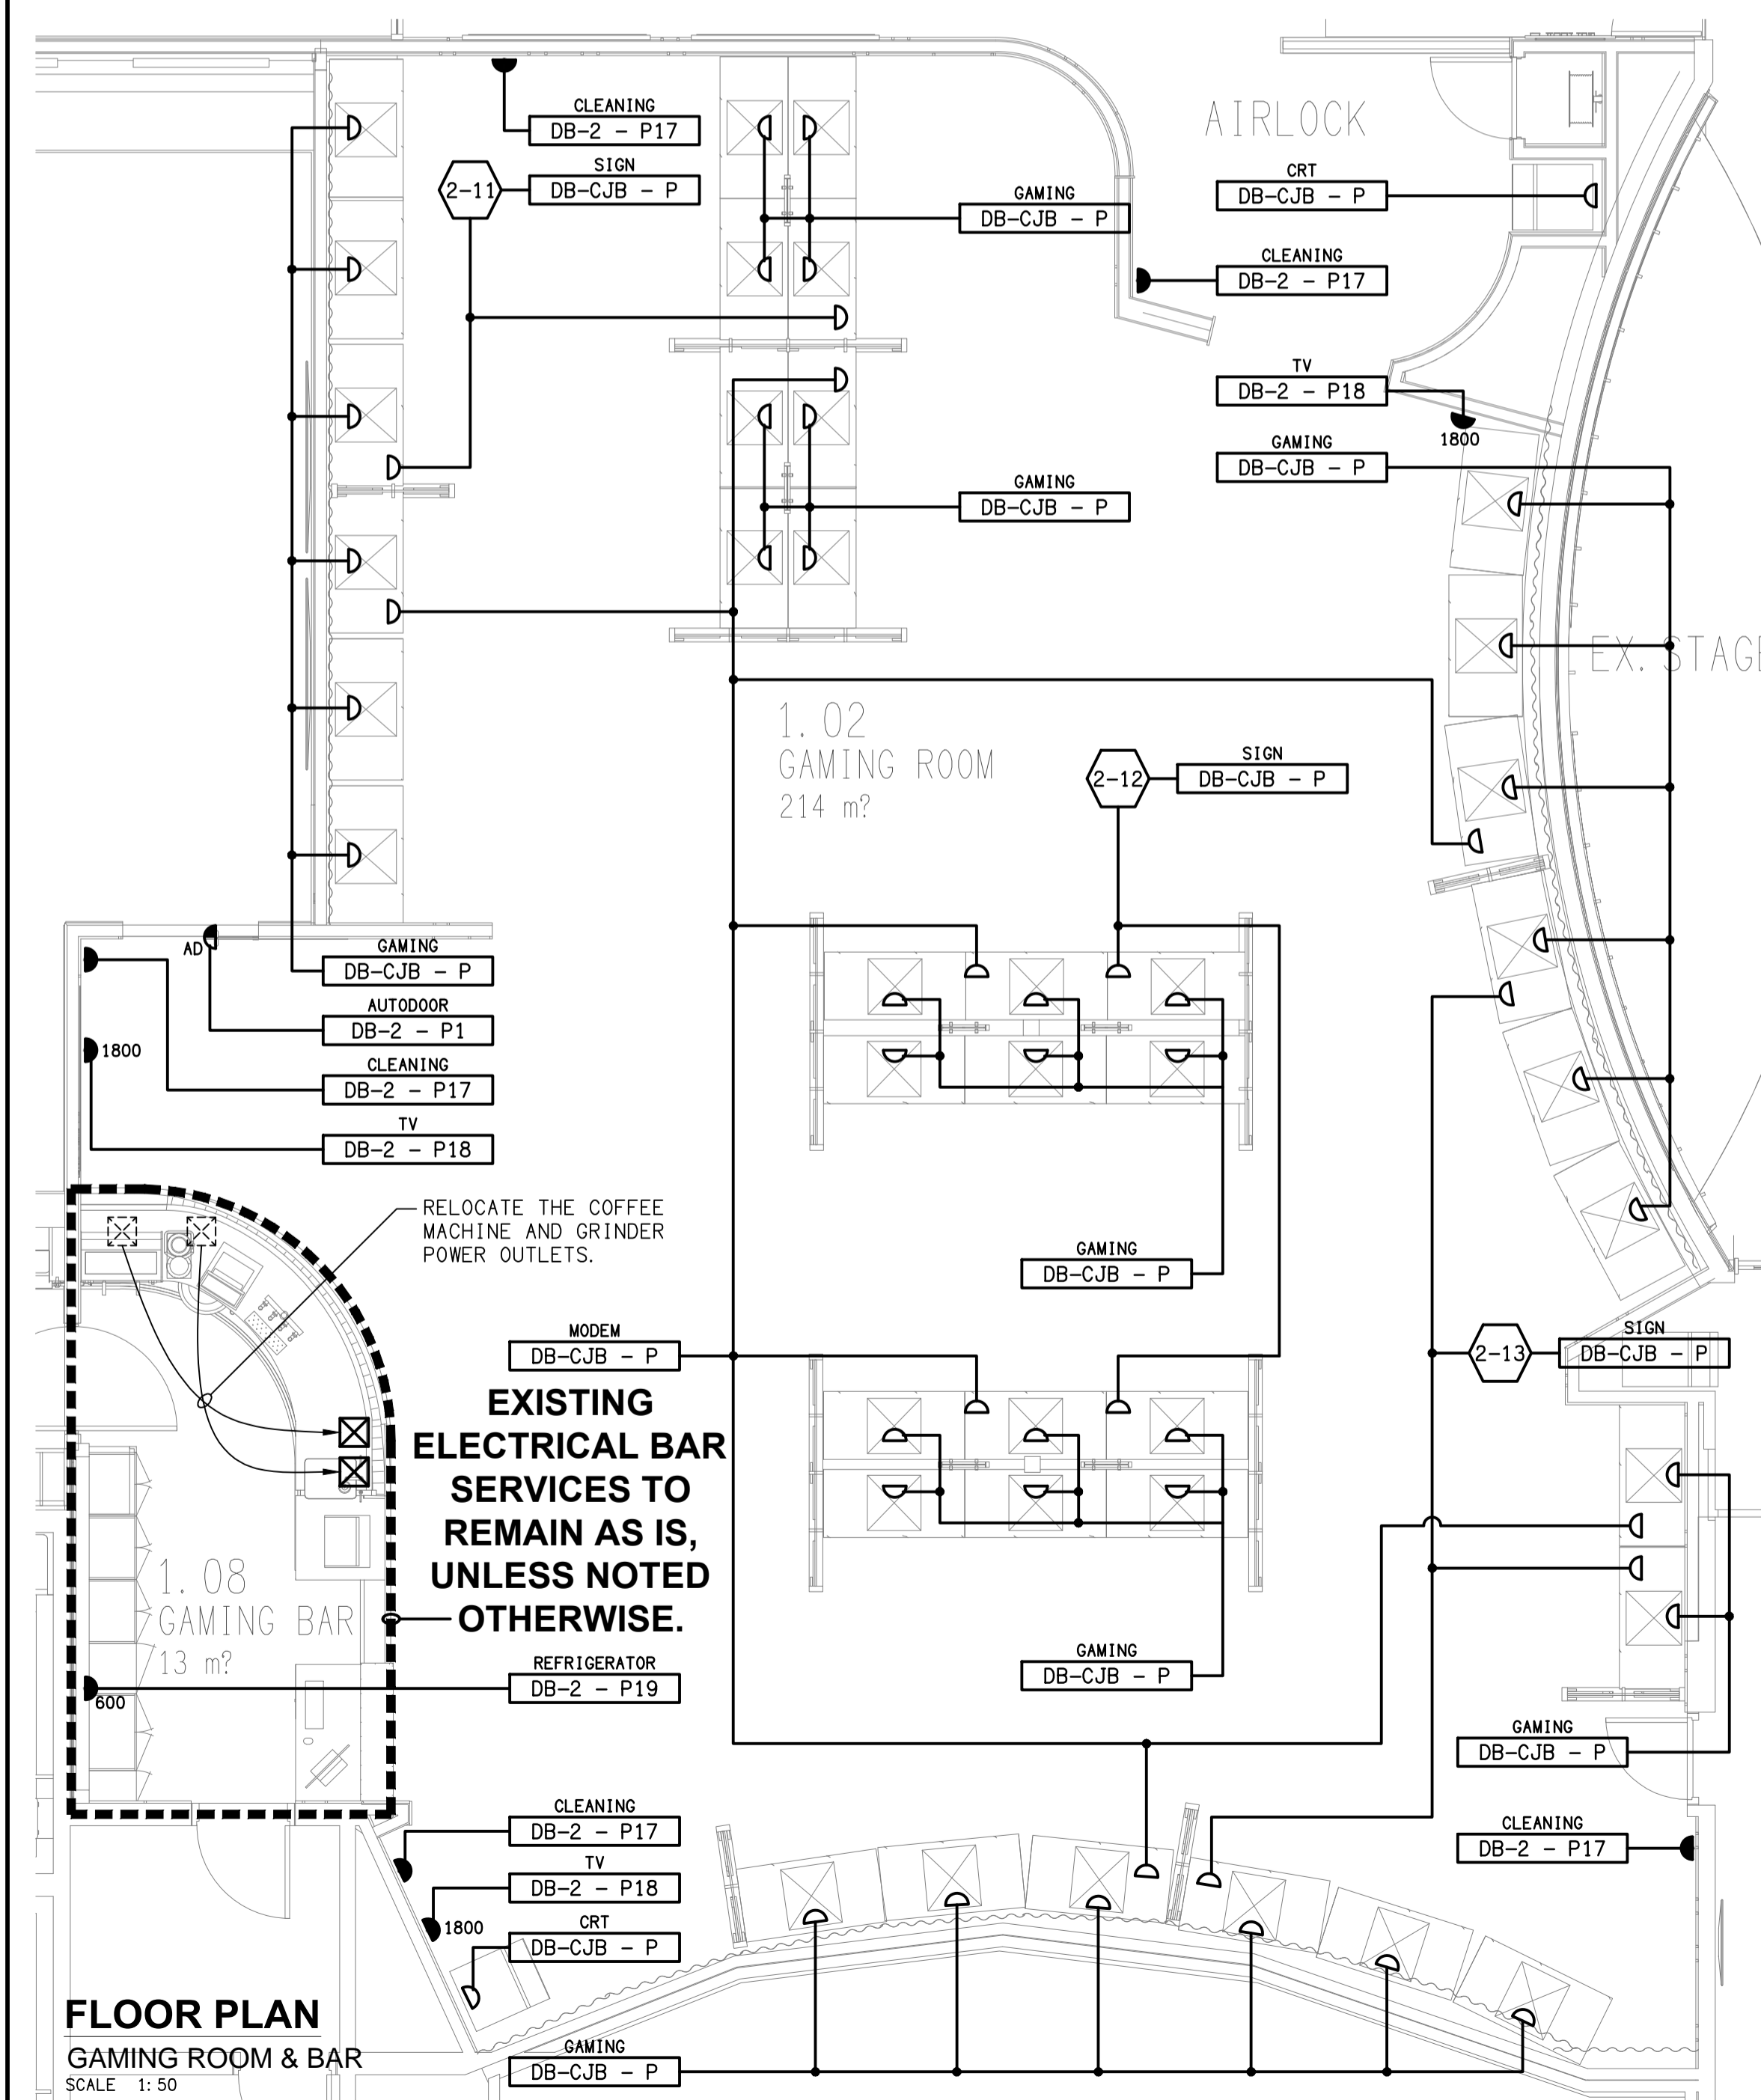 CLEANING
DB-2 - P17
SIGN
2-11
DB-CJB - P
GAMING
DB-CJB - P
AIRLOCK
CRT
DB-CJB - P
CLEANING
DB-2 - P17
TV
DB-2 - P18
1800
GAMING
DB-CJB - P
GAMING
DB-CJB - P
EX. STAGE
1.02
GAMING ROOM
214 m?
SIGN
2-12
DB-CJB - P
AD
GAMING
DB-CJB - P
AUTODOOR
DB-2 - P1
1800
CLEANING
DB-2 - P17
TV
DB-2 - P18
RELOCATE THE COFFEE
MACHINE AND GRINDER
POWER OUTLETS.
GAMING
DB-CJB - P
MODEM
DB-CJB - P
SIGN
2-13
DB-CJB - P
EXISTING
ELECTRICAL BAR
SERVICES TO
REMAIN AS IS,
UNLESS NOTED
OTHERWISE.
1.08
GAMING BAR
13 m?
600
REFRIGERATOR
DB-2 - P19
GAMING
DB-CJB - P
GAMING
DB-CJB - P
CLEANING
DB-2 - P17
CLEANING
DB-2 - P17
TV
DB-2 - P18
1800
CRT
DB-CJB - P
GAMING
DB-CJB - P
FLOOR PLAN
GAMING ROOM & BAR
SCALE 1:50